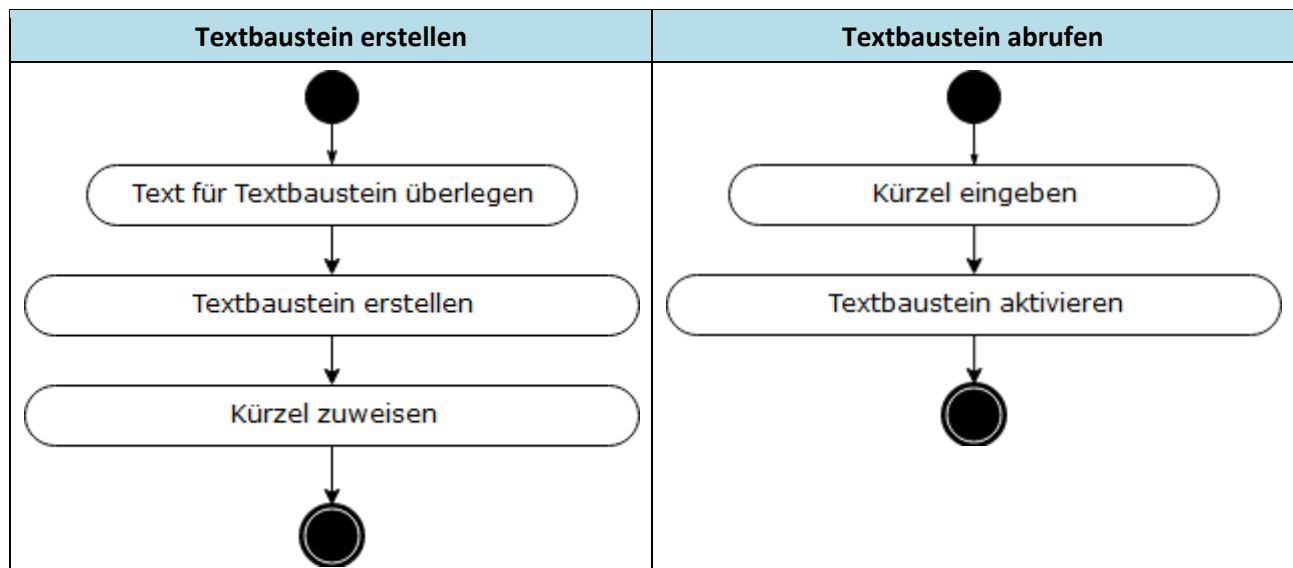 Textbaustein erstellen
Textbaustein abrufen
Text für Textbaustein überlegen
Textbaustein erstellen
Kürzel zuweisen
Kürzel eingeben
Textbaustein aktivieren